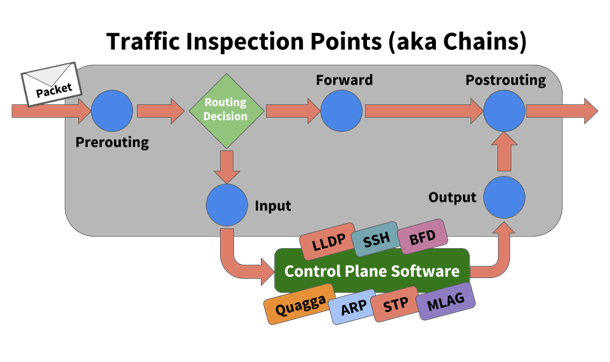 Traffic Inspection Points (aka Chains)
Packet
Prerouting
Routing
Decision
Forward
Postrouting
Input
Output
LLDP
SSH
BFD
Control Plane Software
Quagga
ARP
STP
MLAG